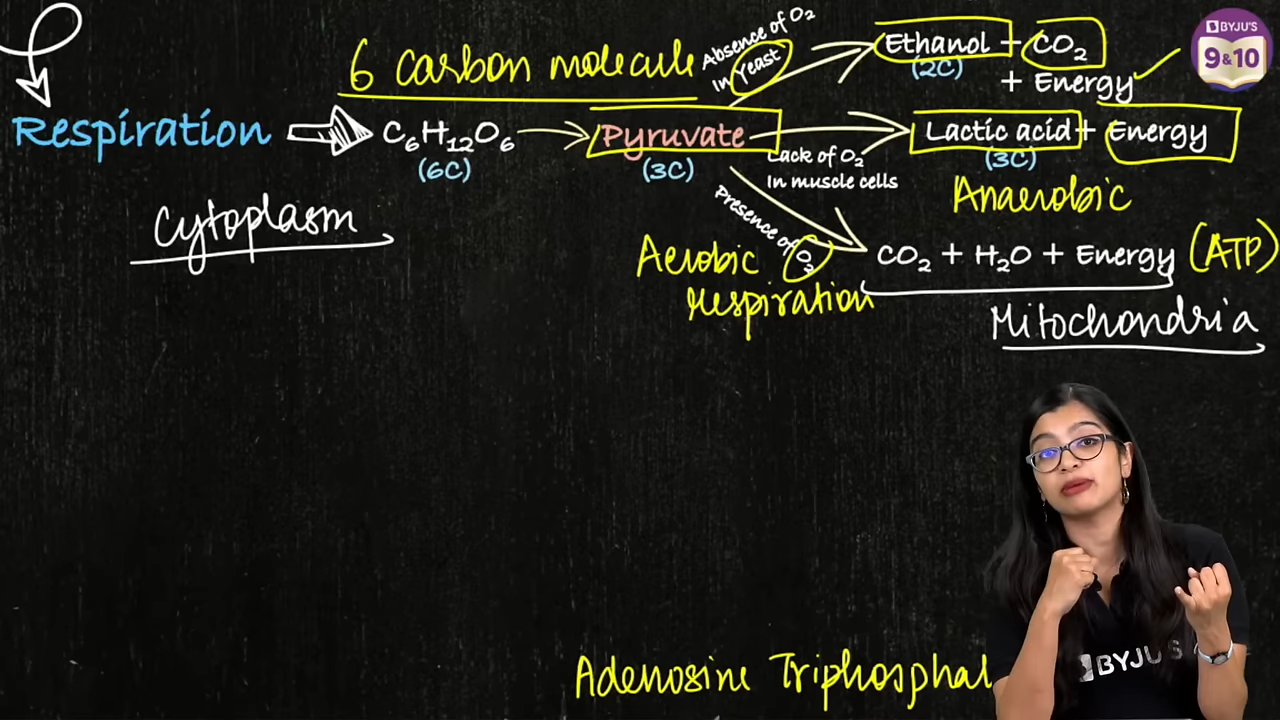 BYJU'S
9&10
6 carbon molecule
Absence of O₂
In Yeast
Ethanol + CO₂
(2C)
+ Energy
Respiration
C₆H₁₂O₆
(6C)
Pyruvate
(3C)
Lactic acid + Energy
(3C)
Lack of O₂
In muscle cells
Anaerobic
Cytoplasm
Presence of O₂
Aerobic
Respiration
CO₂ + H₂O + Energy (ATP)
Mitochondria
BYJU'S
Adenosine Triphosphat